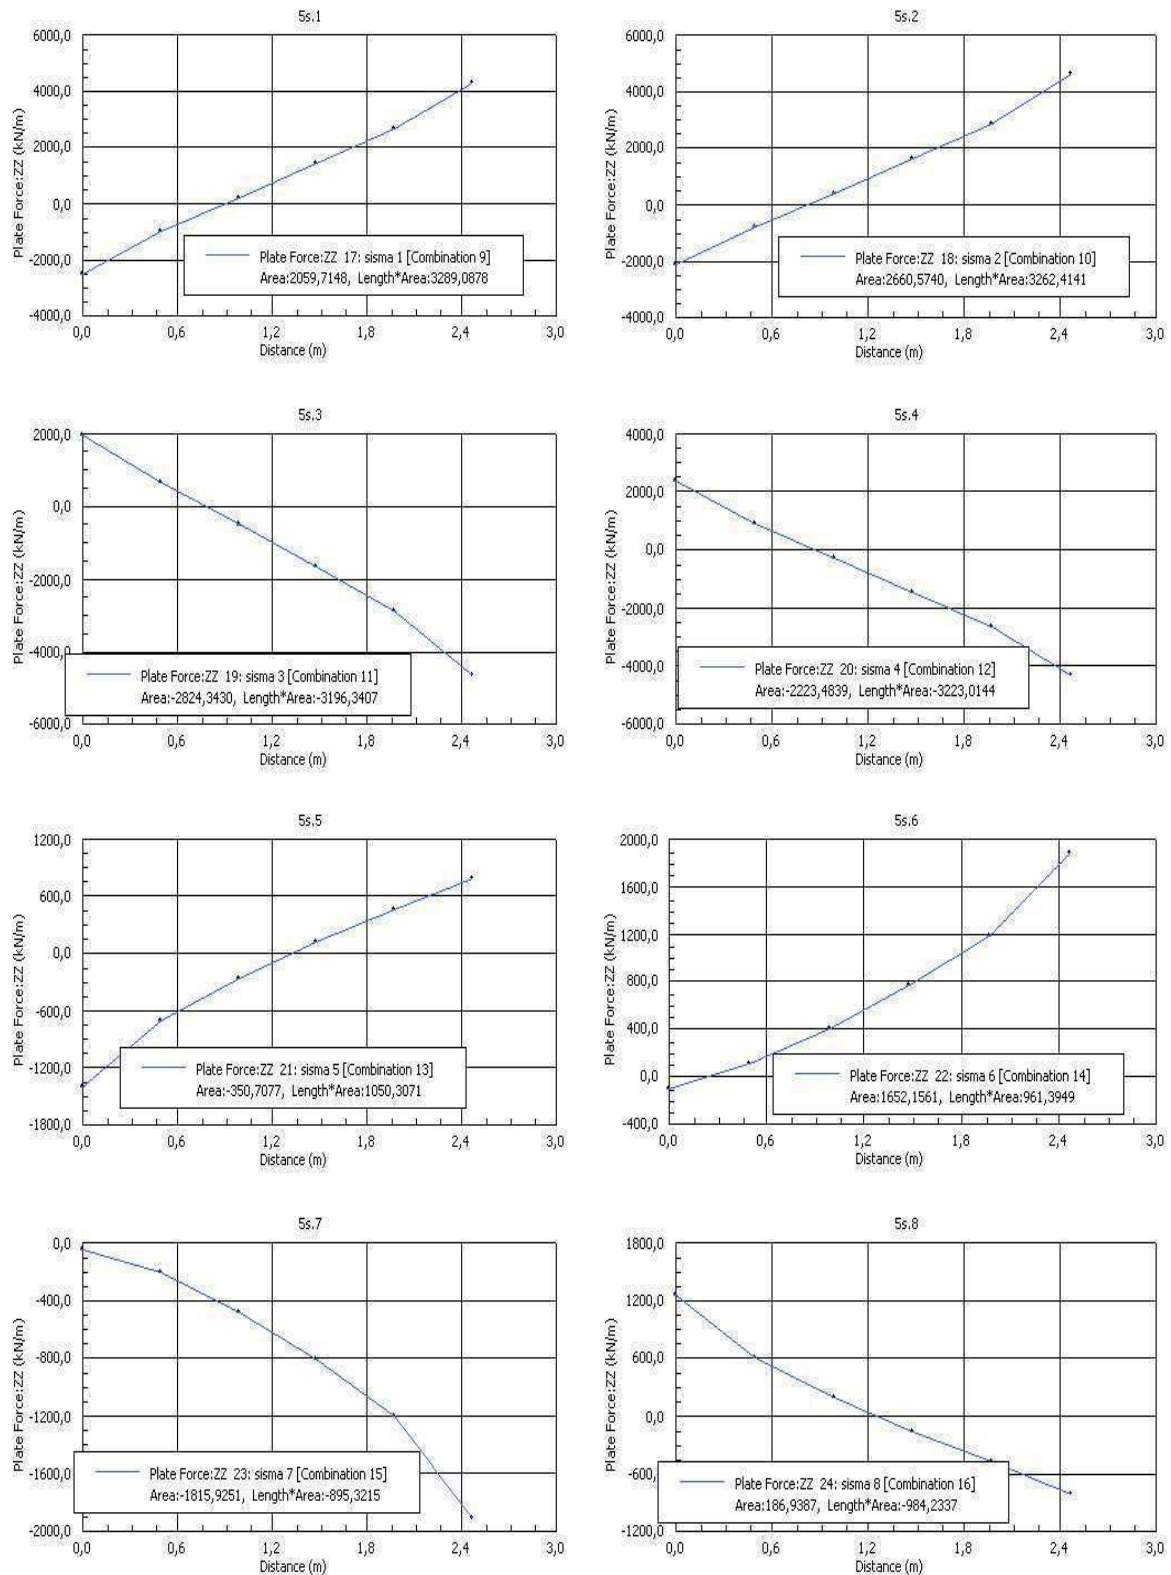 5s.1
Plate Force:ZZ (kN/m)
6000,0
4000,0
2000,0
0,0
-2000,0
-4000,0
Plate Force:ZZ 17: sisma 1 [Combination 9]
Area:2059,7148, Length*Area:3289,0878
0,0 0,6 1,2 1,8 2,4 3,0
Distance (m)
5s.2
Plate Force:ZZ (kN/m)
6000,0
4000,0
2000,0
0,0
-2000,0
-4000,0
Plate Force:ZZ 18: sisma 2 [Combination 10]
Area:2660,5740, Length*Area:3262,4141
0,0 0,6 1,2 1,8 2,4 3,0
Distance (m)
5s.3
Plate Force:ZZ (kN/m)
2000,0
0,0
-2000,0
-4000,0
Plate Force:ZZ 19: sisma 3 [Combination 11]
Area:-2824,3430, Length*Area:-3196,3407
-6000,0
0,0 0,6 1,2 1,8 2,4 3,0
Distance (m)
5s.4
Plate Force:ZZ (kN/m)
4000,0
2000,0
0,0
-2000,0
-4000,0
Plate Force:ZZ 20: sisma 4 [Combination 12]
Area:-2223,4839, Length*Area:-3223,0144
-6000,0
0,0 0,6 1,2 1,8 2,4 3,0
Distance (m)
5s.5
Plate Force:ZZ (kN/m)
1200,0
600,0
0,0
-600,0
-1200,0
-1800,0
Plate Force:ZZ 21: sisma 5 [Combination 13]
Area:-350,7077, Length*Area:1050,3071
0,0 0,6 1,2 1,8 2,4 3,0
Distance (m)
5s.6
Plate Force:ZZ (kN/m)
2000,0
1600,0
1200,0
800,0
400,0
0,0
-400,0
Plate Force:ZZ 22: sisma 6 [Combination 14]
Area:1652,1561, Length*Area:961,3949
0,0 0,6 1,2 1,8 2,4 3,0
Distance (m)
5s.7
Plate Force:ZZ (kN/m)
0,0
-400,0
-800,0
-1200,0
-1600,0
-2000,0
Plate Force:ZZ 23: sisma 7 [Combination 15]
Area:-1815,9251, Length*Area:-895,3215
0,0 0,6 1,2 1,8 2,4 3,0
Distance (m)
5s.8
Plate Force:ZZ (kN/m)
1800,0
1200,0
600,0
0,0
-600,0
-1200,0
Plate Force:ZZ 24: sisma 8 [Combination 16]
Area:186,9387, Length*Area:-984,2337
0,0 0,6 1,2 1,8 2,4 3,0
Distance (m)